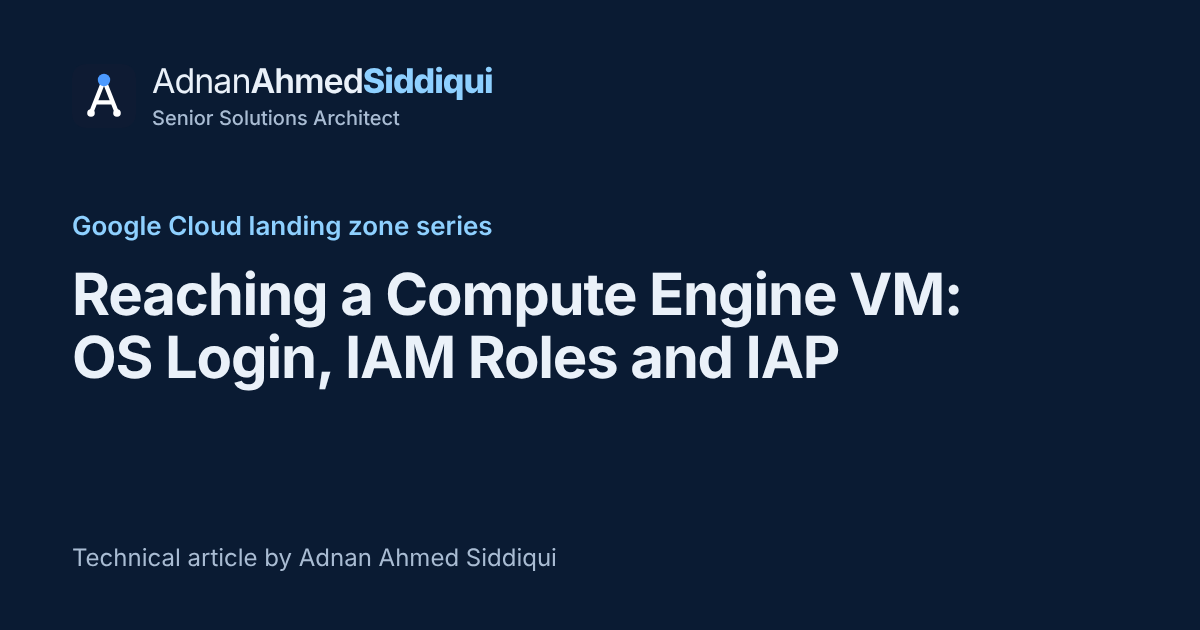 AdnanAhmedSiddiqui
Senior Solutions Architect
Google Cloud landing zone series
Reaching a Compute Engine VM:
OS Login, IAM Roles and IAP
Technical article by Adnan Ahmed Siddiqui